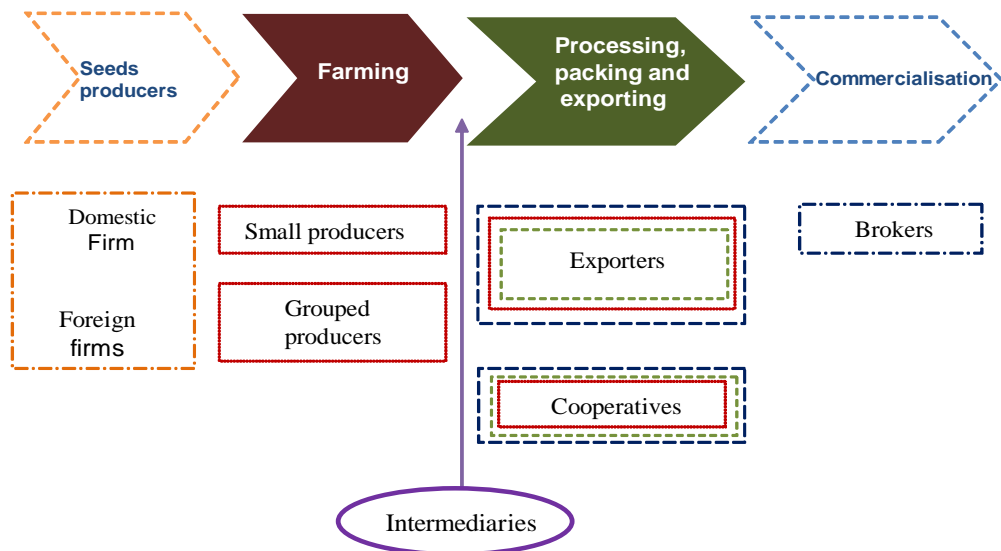 Seeds
producers
Farming
Processing,
packing and
exporting
Commercialisation
Domestic
Firm
Foreign
firms
Small producers
Grouped
producers
Exporters
Cooperatives
Brokers
Intermediaries